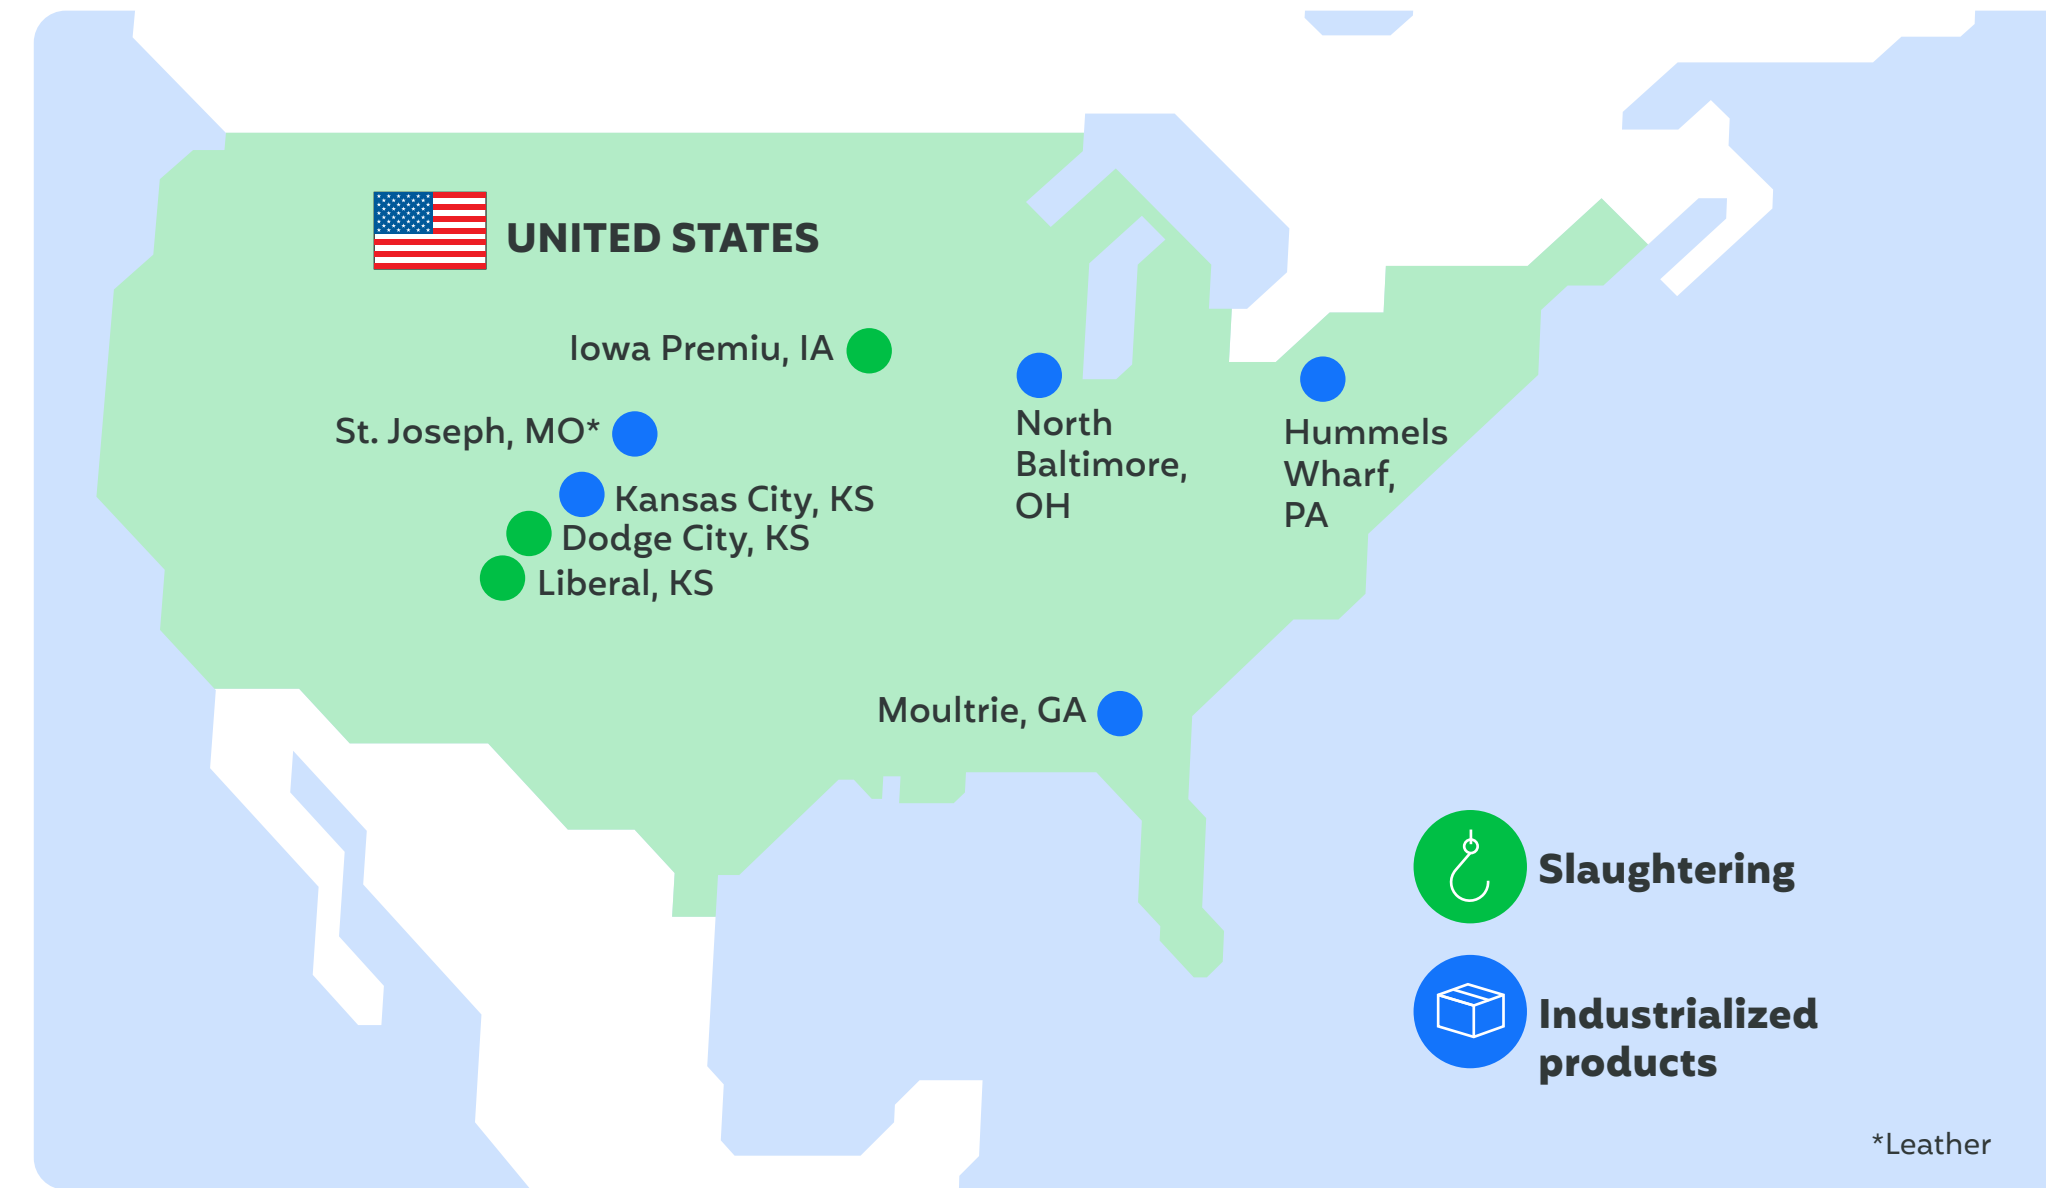 UNITED STATES
Iowa Premiu, IA
St. Joseph, MO*
Kansas City, KS
Dodge City, KS
Liberal, KS
North
Baltimore,
OH
Hummels
Wharf,
PA
Moultrie, GA
Slaughtering
Industrialized
products
*Leather